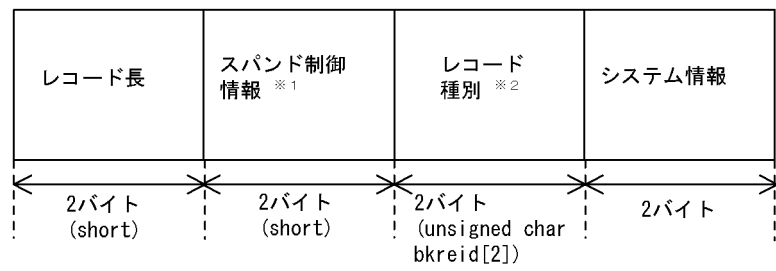 レコード長
スパンド制御
情報 ※1
レコード
種別 ※2
システム情報
2バイト
(short)
2バイト
(short)
2バイト
(unsigned char
bkreid[2])
2バイト